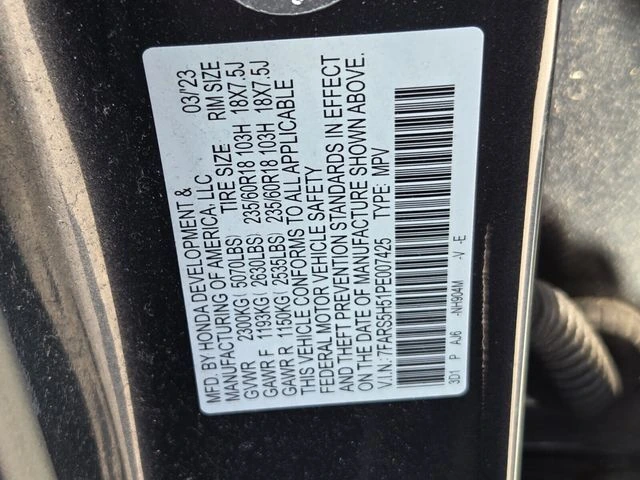 MFD. BY HONDA DEVELOPMENT & 03/23
MANUFACTURING OF AMERICA, LLC
TIRE SIZE RIM SIZE
GVWR 2300KG( 5070LBS) 235/60R18 103H 18X7.5J
GAWR F 1193KG( 2630LBS) 235/60R18 103H 18X7.5J
GAWR R 1150KG( 2535LBS)
THIS VEHICLE CONFORMS TO ALL APPLICABLE
FEDERAL MOTOR VEHICLE SAFETY
AND THEFT PREVENTION STANDARDS IN EFFECT
ON THE DATE OF MANUFACTURE SHOWN ABOVE.
V.I.N.:7FARS5H51PE007425 TYPE: MPV
3D1 P AJ6 -NH904M -V -E